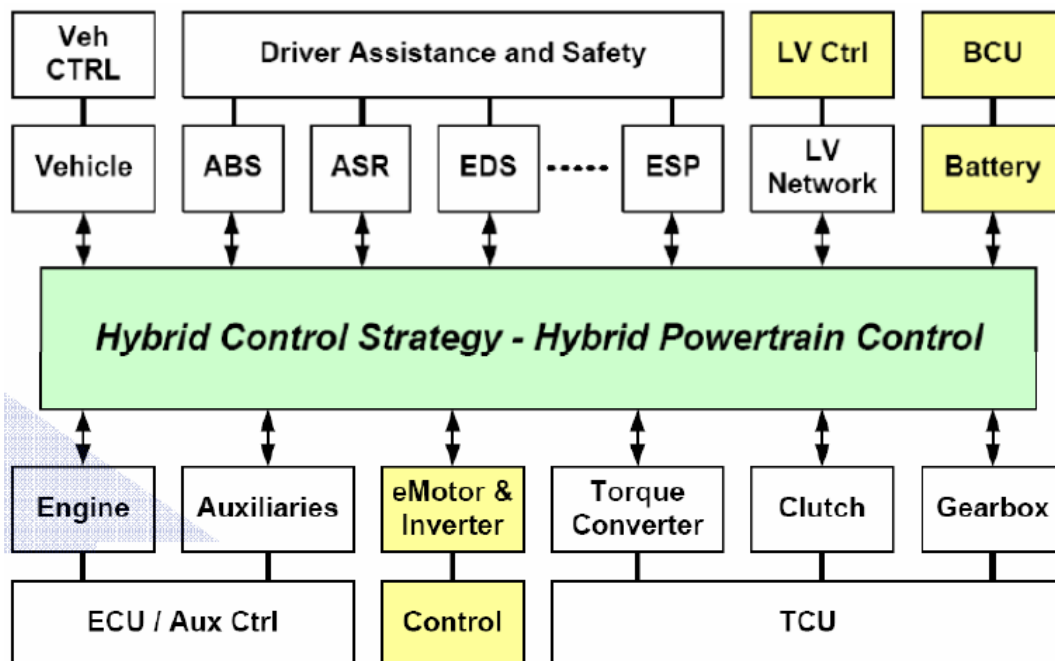 Veh
CTRL
Driver Assistance and Safety
LV Ctrl
BCU
Vehicle
ABS
ASR
EDS
ESP
LV
Network
Battery
Hybrid Control Strategy - Hybrid Powertrain Control
Engine
Auxiliaries
eMotor &
Inverter
Torque
Converter
Clutch
Gearbox
ECU / Aux Ctrl
Control
TCU